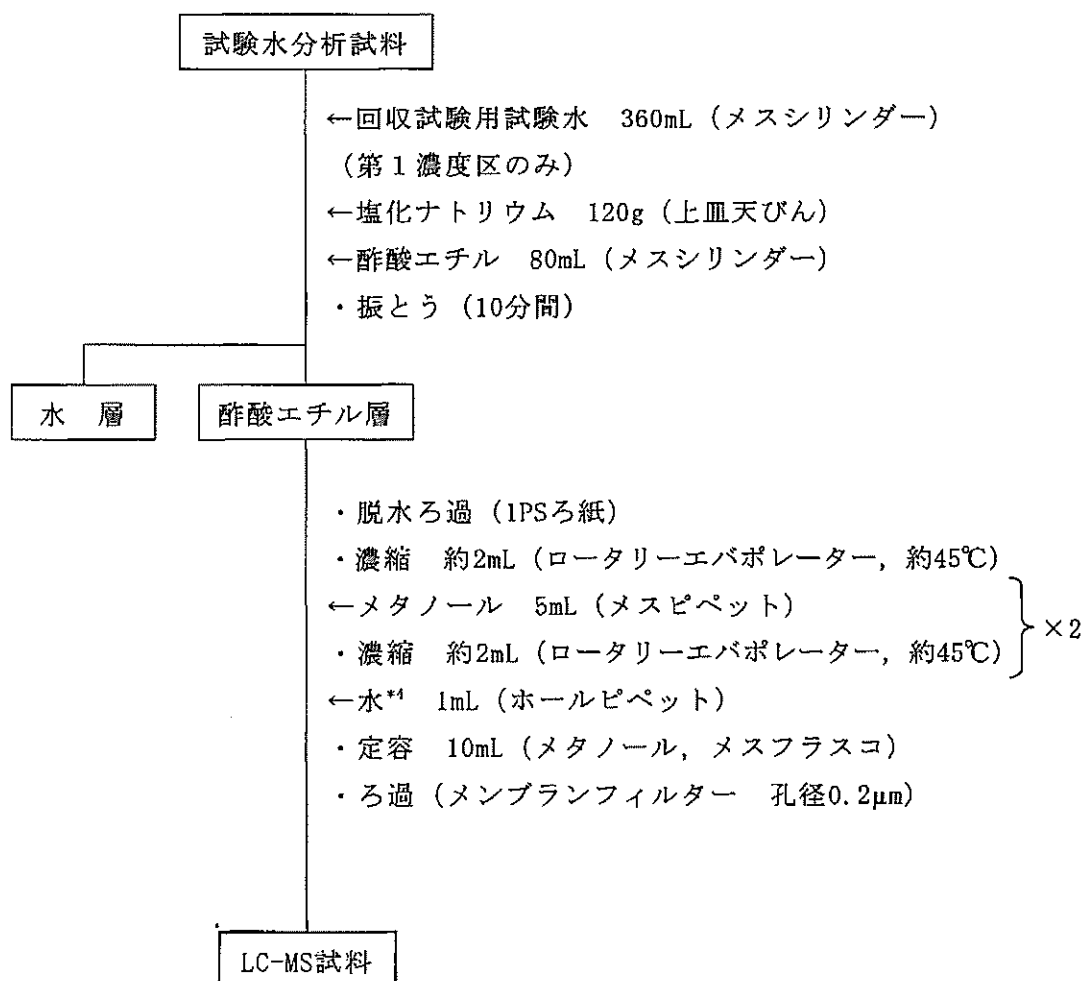 試験水分析試料
←回収試験用試験水 360mL（メスシリンダー）
（第１濃度区のみ）
←塩化ナトリウム 120g（上皿天びん）
←酢酸エチル 80mL（メスシリンダー）
・振とう（10分間）
水 層
酢酸エチル層
・脱水ろ過（1PSろ紙）
・濃縮 約2mL（ロータリーエバポレーター，約45℃）
←メタノール 5mL（メスピペット）
×2
・濃縮 約2mL（ロータリーエバポレーター，約45℃）
←水*4 1mL（ホールピペット）
・定容 10mL（メタノール，メスフラスコ）
・ろ過（メンブランフィルター 孔径0.2μm）
LC-MS試料